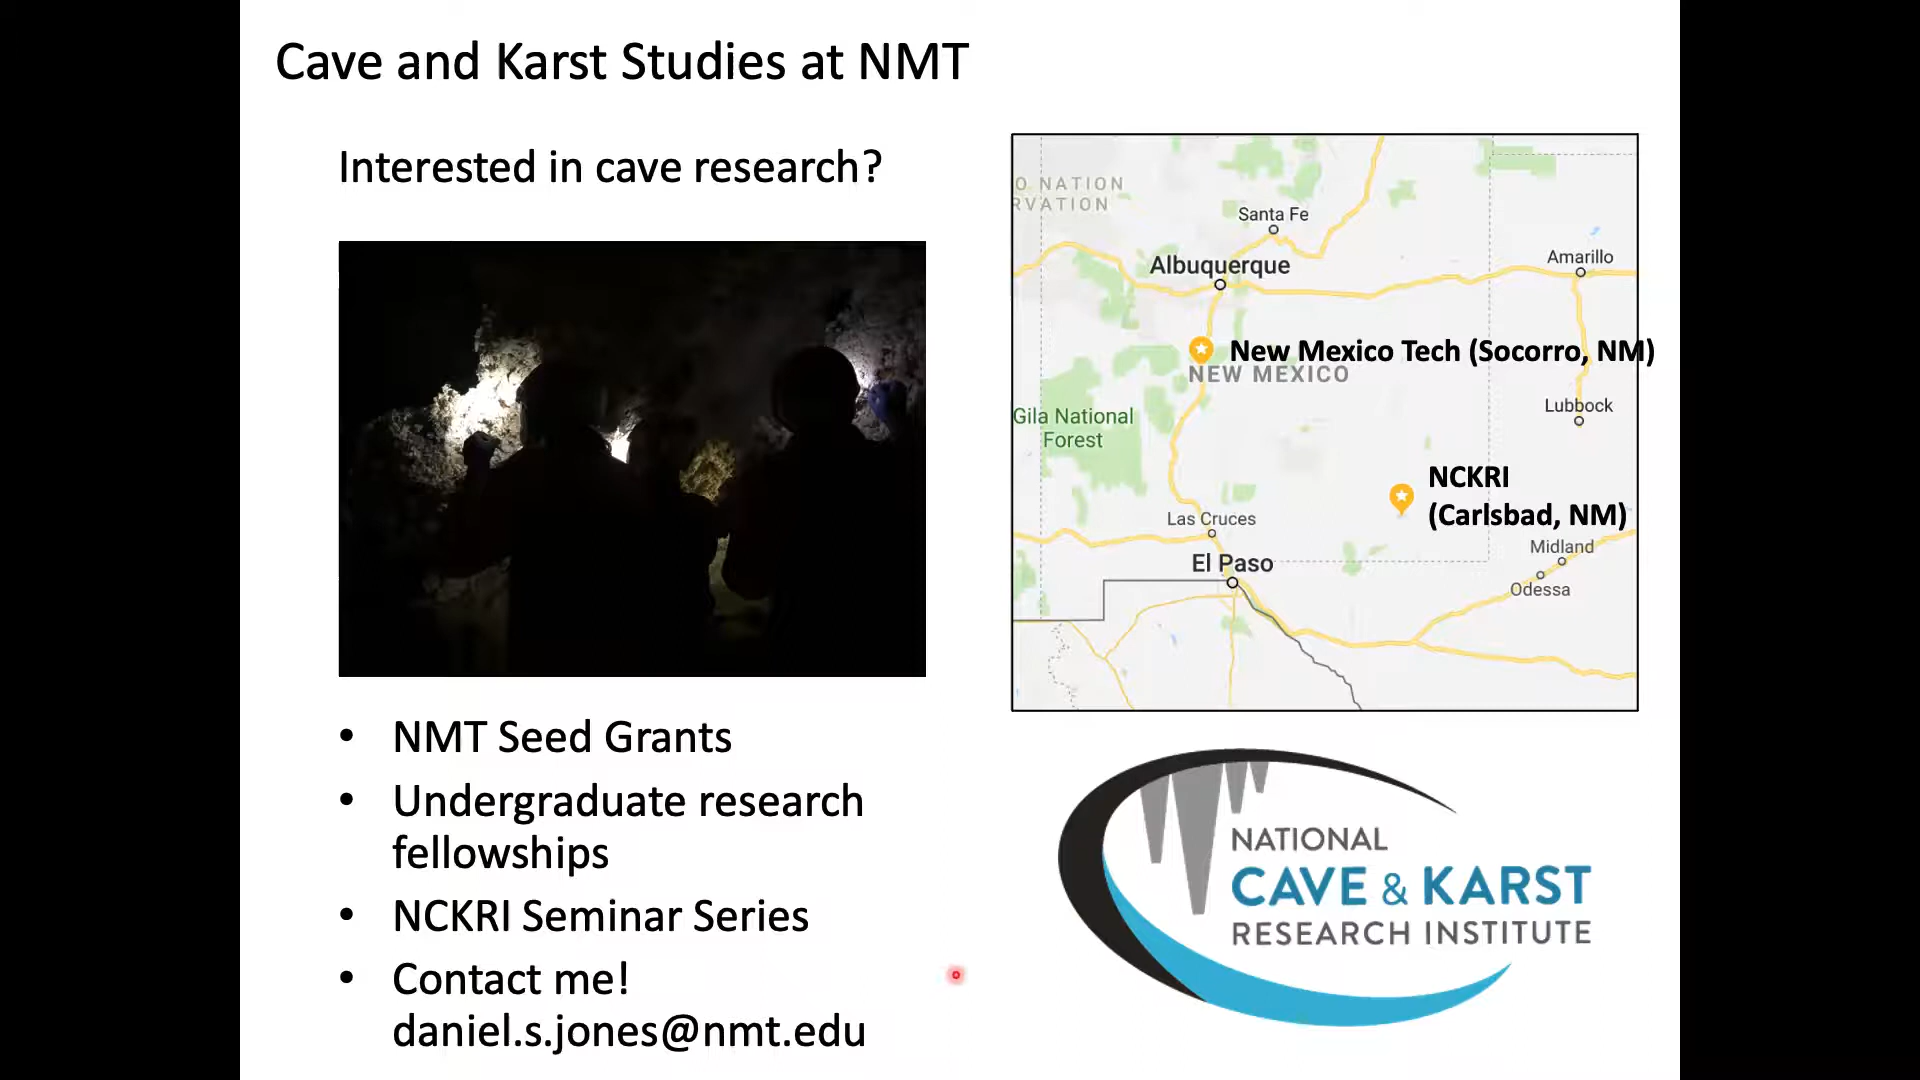 Cave and Karst Studies at NMT
Interested in cave research?
O NATION
RVATION
Santa Fe
Albuquerque
Amarillo
New Mexico Tech (Socorro, NM)
NEW MEXICO
Gila National
Forest
Lubbock
NCKRI
(Carlsbad, NM)
Las Cruces
Midland
El Paso
Odessa
• NMT Seed Grants
• Undergraduate research
fellowships
• NCKRI Seminar Series
• Contact me!
daniel.s.jones@nmt.edu
NATIONAL
CAVE & KARST
RESEARCH INSTITUTE